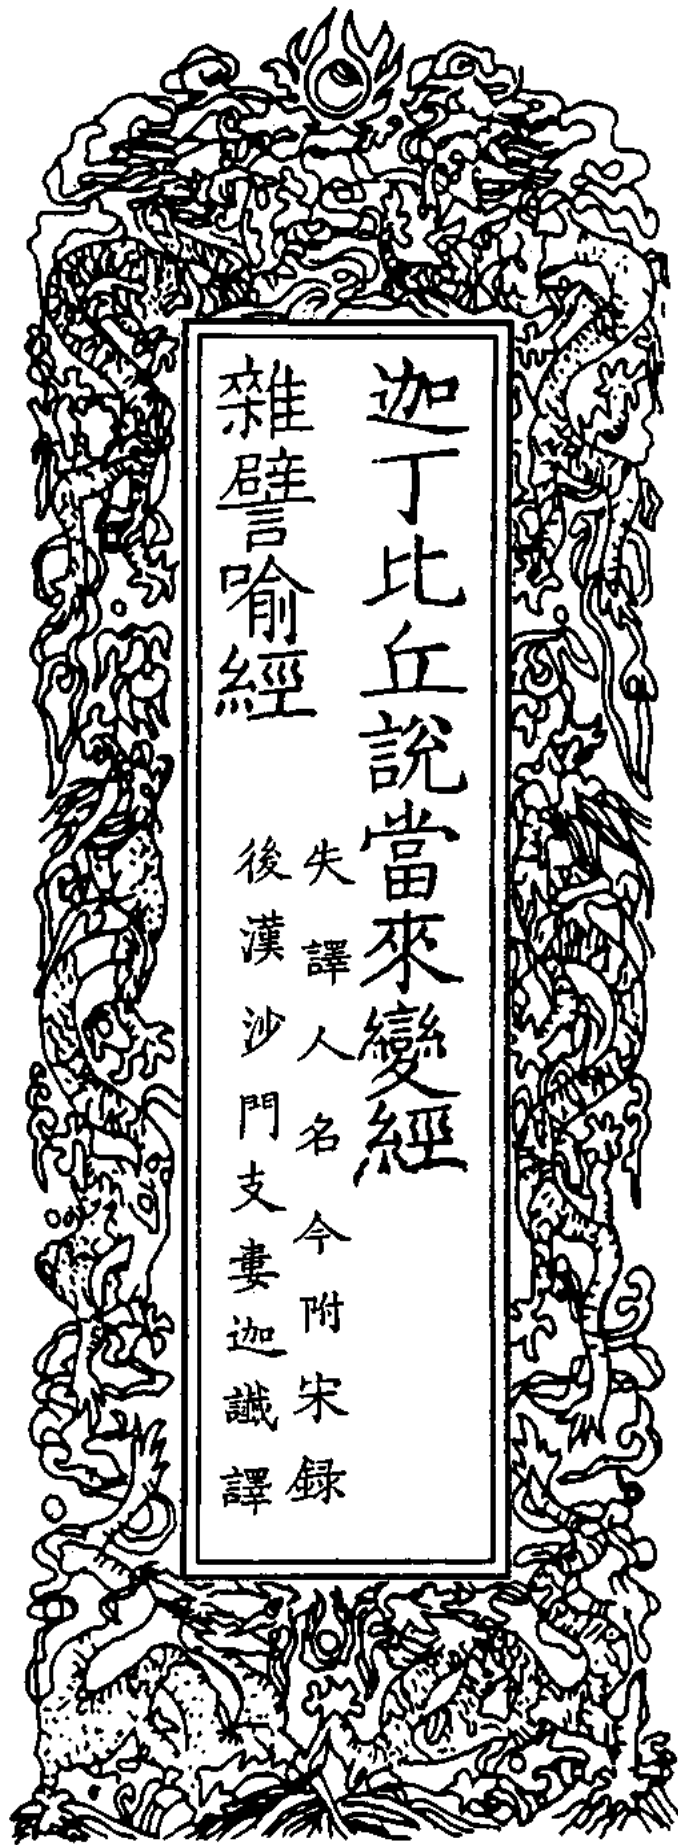 迦丁比丘說當來變經
失譯人名今附宋録
雜譬喻經
後漢沙門支婁迦讖譯